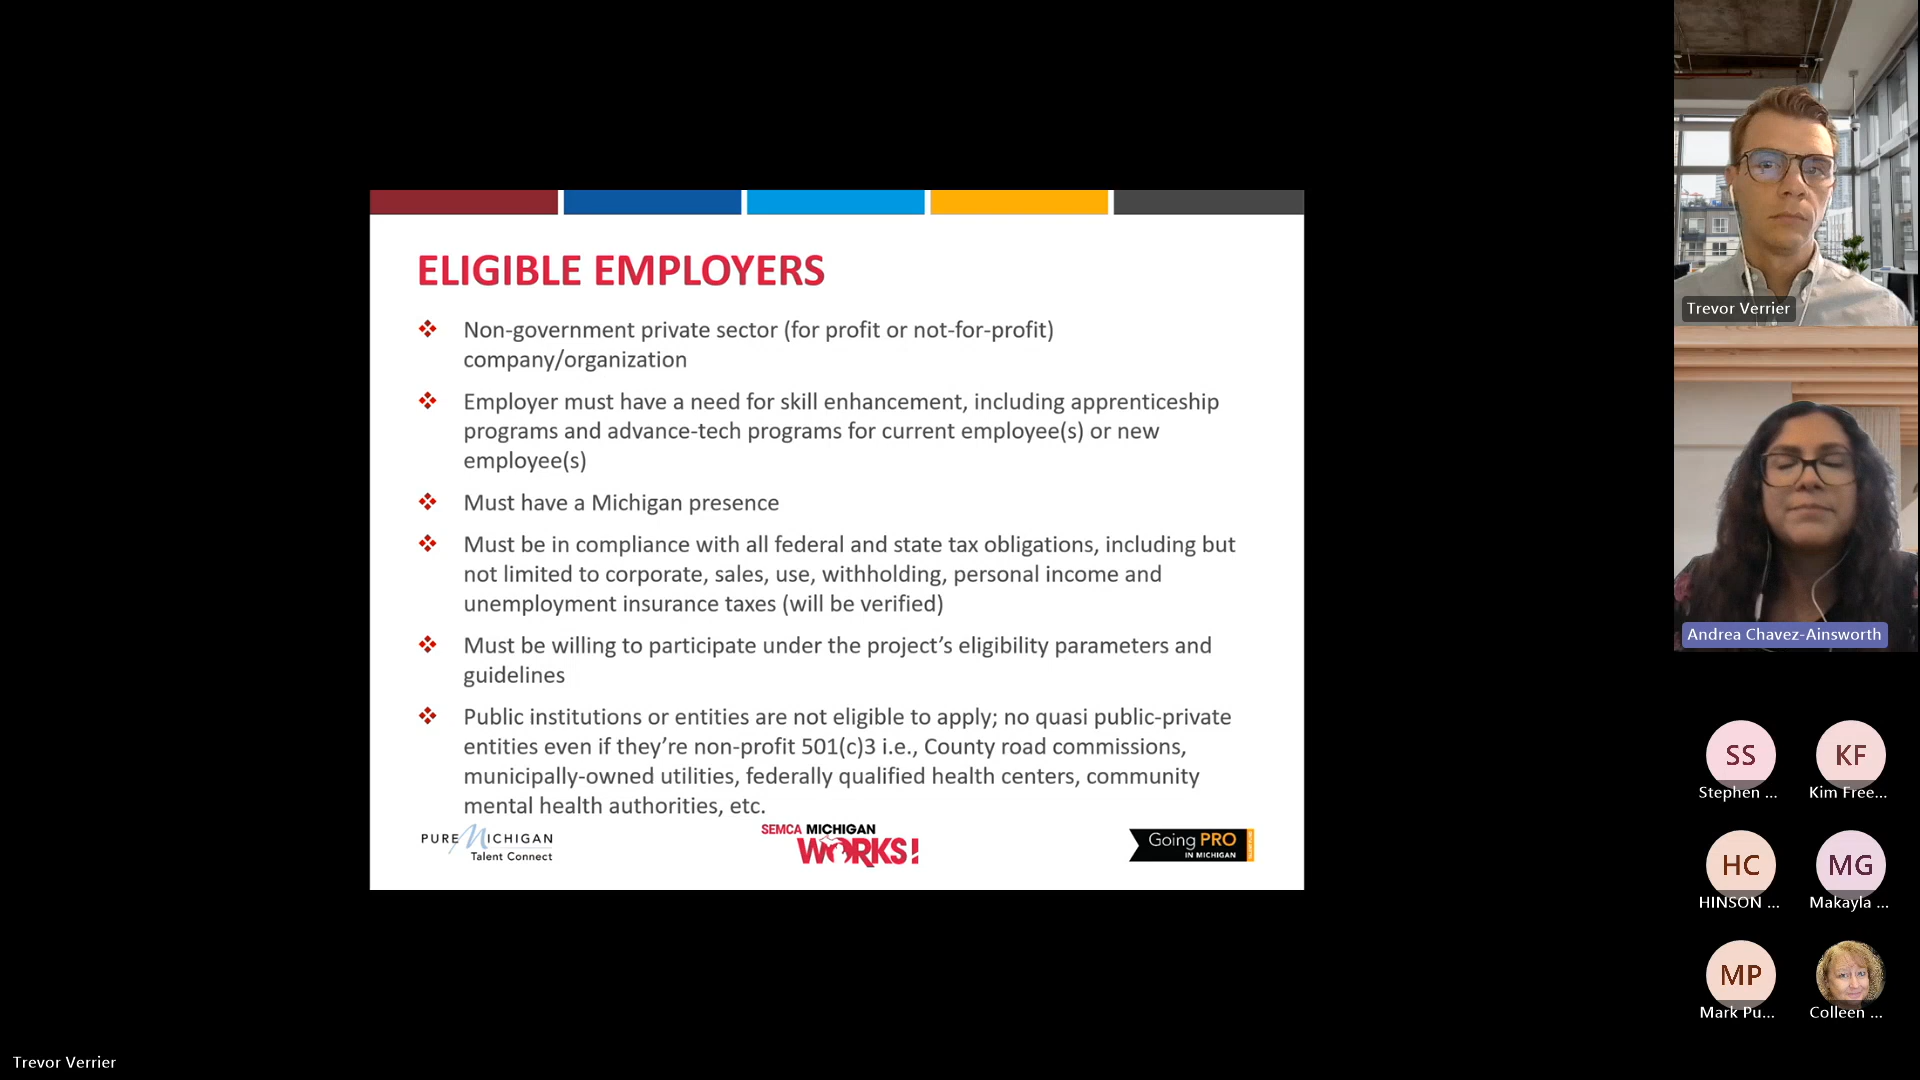 ELIGIBLE EMPLOYERS
Non-government private sector (for profit or not-for-profit)
company/organization
Employer must have a need for skill enhancement, including apprenticeship
programs and advance-tech programs for current employee(s) or new
employee(s)
Must have a Michigan presence
Must be in compliance with all federal and state tax obligations, including but
not limited to corporate, sales, use, withholding, personal income and
unemployment insurance taxes (will be verified)
Must be willing to participate under the project’s eligibility parameters and
guidelines
Public institutions or entities are not eligible to apply; no quasi public-private
entities even if they’re non-profit 501(c)3 i.e., County road commissions,
municipally-owned utilities, federally qualified health centers, community
mental health authorities, etc.
PURE MICHIGAN
Talent Connect
SEMCA MICHIGAN
WORKS!
Going PRO
IN MICHIGAN
Trevor Verrier
Andrea Chavez-Ainsworth
SS
Stephen ...
KF
Kim Free...
HC
HINSON ...
MG
Makayla ...
MP
Mark Pu...
Colleen ...
Trevor Verrier